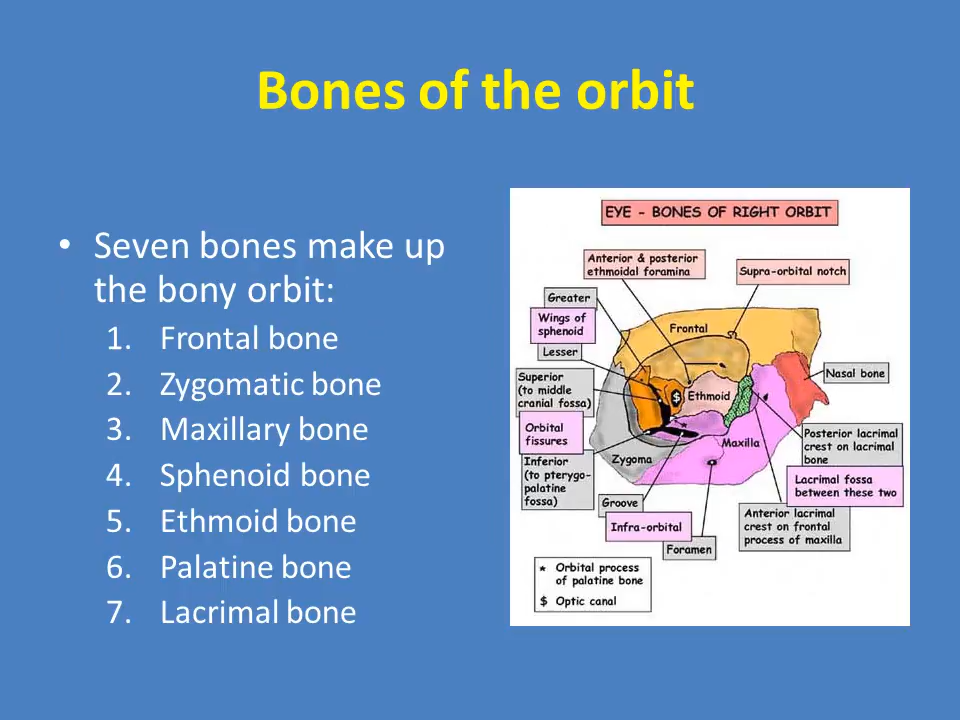 Bones of the orbit
• Seven bones make up
the bony orbit:
1. Frontal bone
2. Zygomatic bone
3. Maxillary bone
4. Sphenoid bone
5. Ethmoid bone
6. Palatine bone
7. Lacrimal bone
EYE - BONES OF RIGHT ORBIT
Anterior & posterior
ethmoidal foramina
Supra-orbital notch
Greater
Wings of
sphenoid
Lesser
Frontal
Nasal bone
Superior
(to middle
cranial fossa)
$
Ethmoid
*
Orbital
fissures
Maxilla
Posterior lacrimal
crest on lacrimal
bone
Inferior
(to pterygo-
palatine
fossa)
Zygoma
Lacrimal fossa
between these two
Groove
Infra-orbital
Foramen
Anterior lacrimal
crest on frontal
process of maxilla
* Orbital process
of palatine bone
$ Optic canal